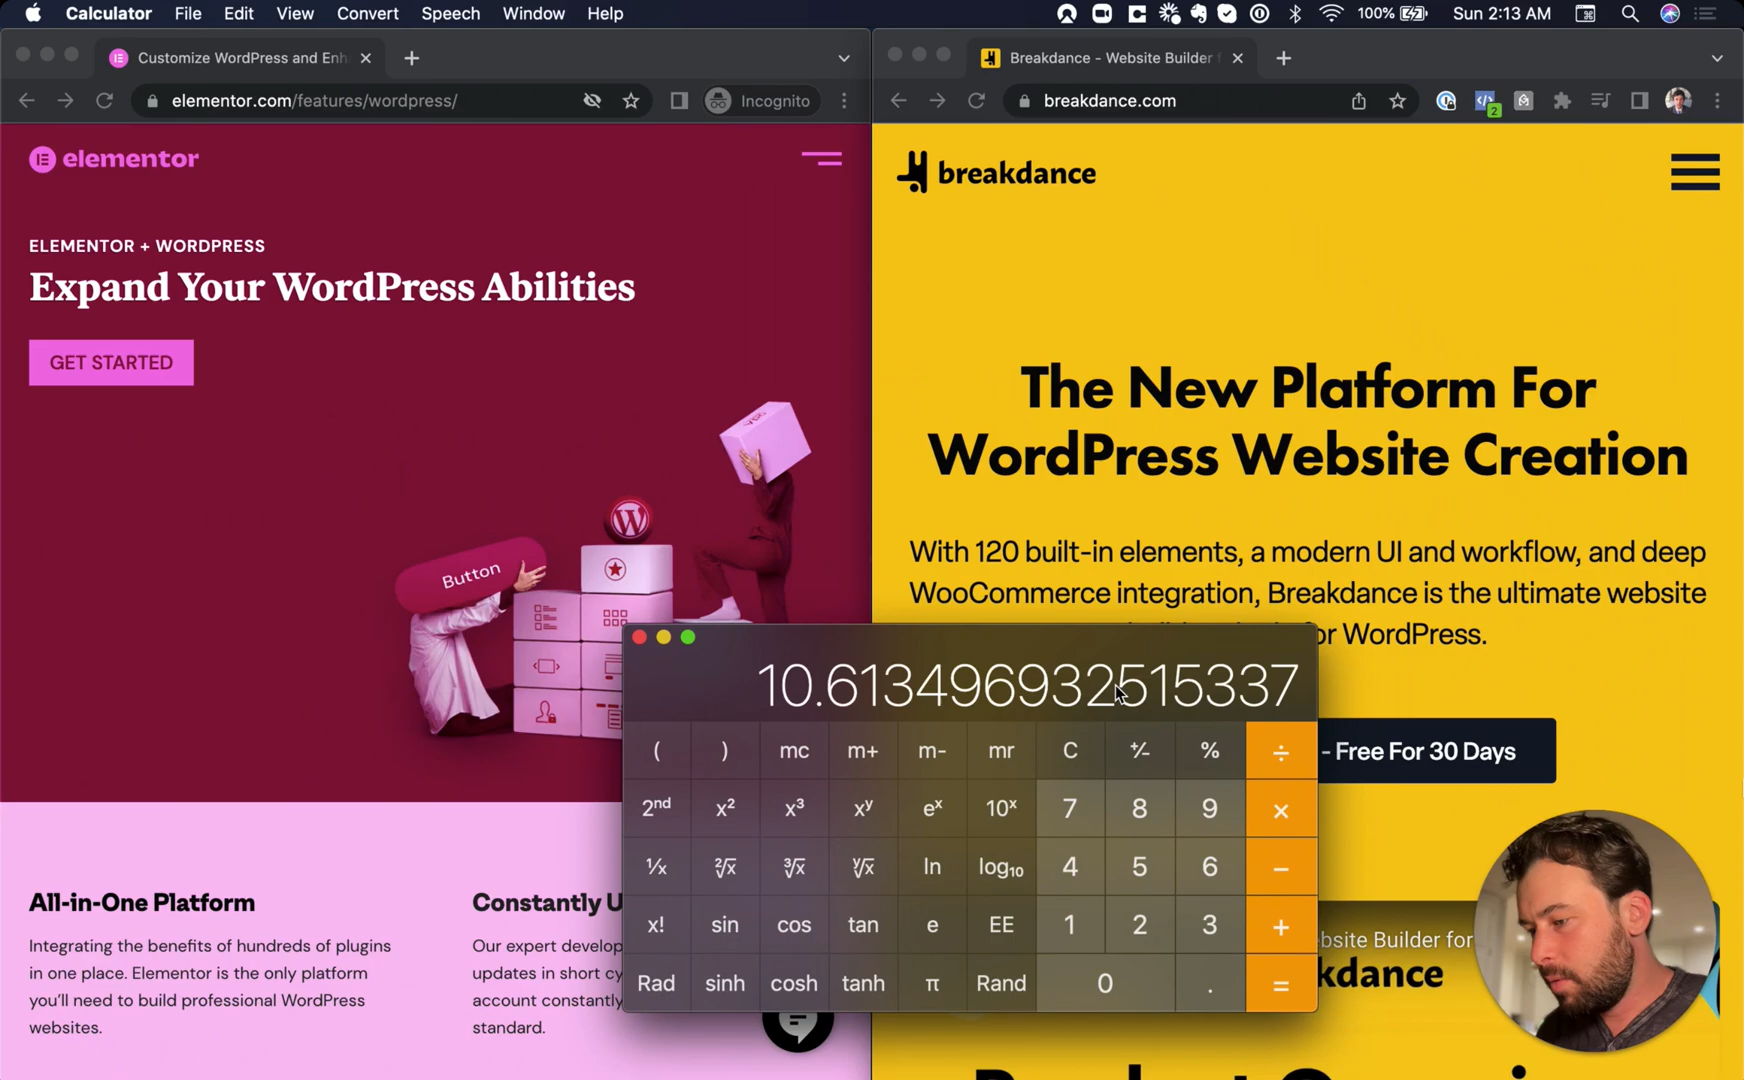 Calculator File Edit View Convert Speech Window Help
100% Sun 2:13 AM
Customize WordPress and Enh
elementor.com/features/wordpress/
Incognito
elementor
ELEMENTOR + WORDPRESS
Expand Your WordPress Abilities
GET STARTED
Button
All-in-One Platform
Integrating the benefits of hundreds of plugins
in one place. Elementor is the only platform
you'll need to build professional WordPress
websites.
Constantly U
Our expert develop
updates in short cy
account constantly
standard.
Breakdance - Website Builder f
breakdance.com
2
breakdance
The New Platform For
WordPress Website Creation
With 120 built-in elements, a modern UI and workflow, and deep
WooCommerce integration, Breakdance is the ultimate website
for WordPress.
- Free For 30 Days
bsite Builder for
kdance
10.613496932515337
( ) mc m+ m- mr C +/- % ÷
2nd x² x³ xʸ eˣ 10ˣ 7 8 9 ×
1/x ²√x ³√x ʸ√x ln log₁₀ 4 5 6 −
x! sin cos tan e EE 1 2 3 +
Rad sinh cosh tanh π Rand 0 . =